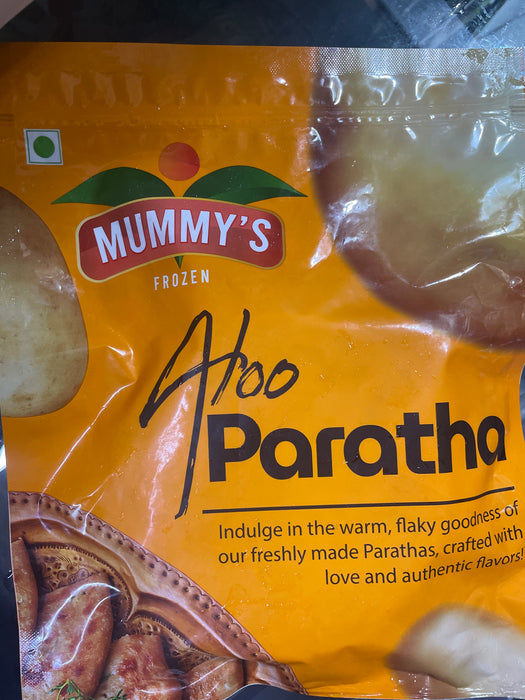 MUMMY'S
FROZEN
Aloo
Paratha
Indulge in the warm, flaky goodness of
our freshly made Parathas, crafted with
love and authentic flavors!